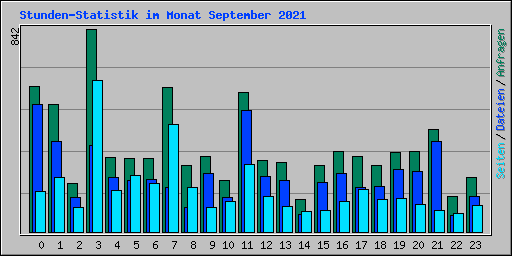 Stunden-Statistik im Monat September 2021
842
Seiten / Dateien / Anfragen
0 1 2 3 4 5 6 7 8 9 10 11 12 13 14 15 16 17 18 19 20 21 22 23